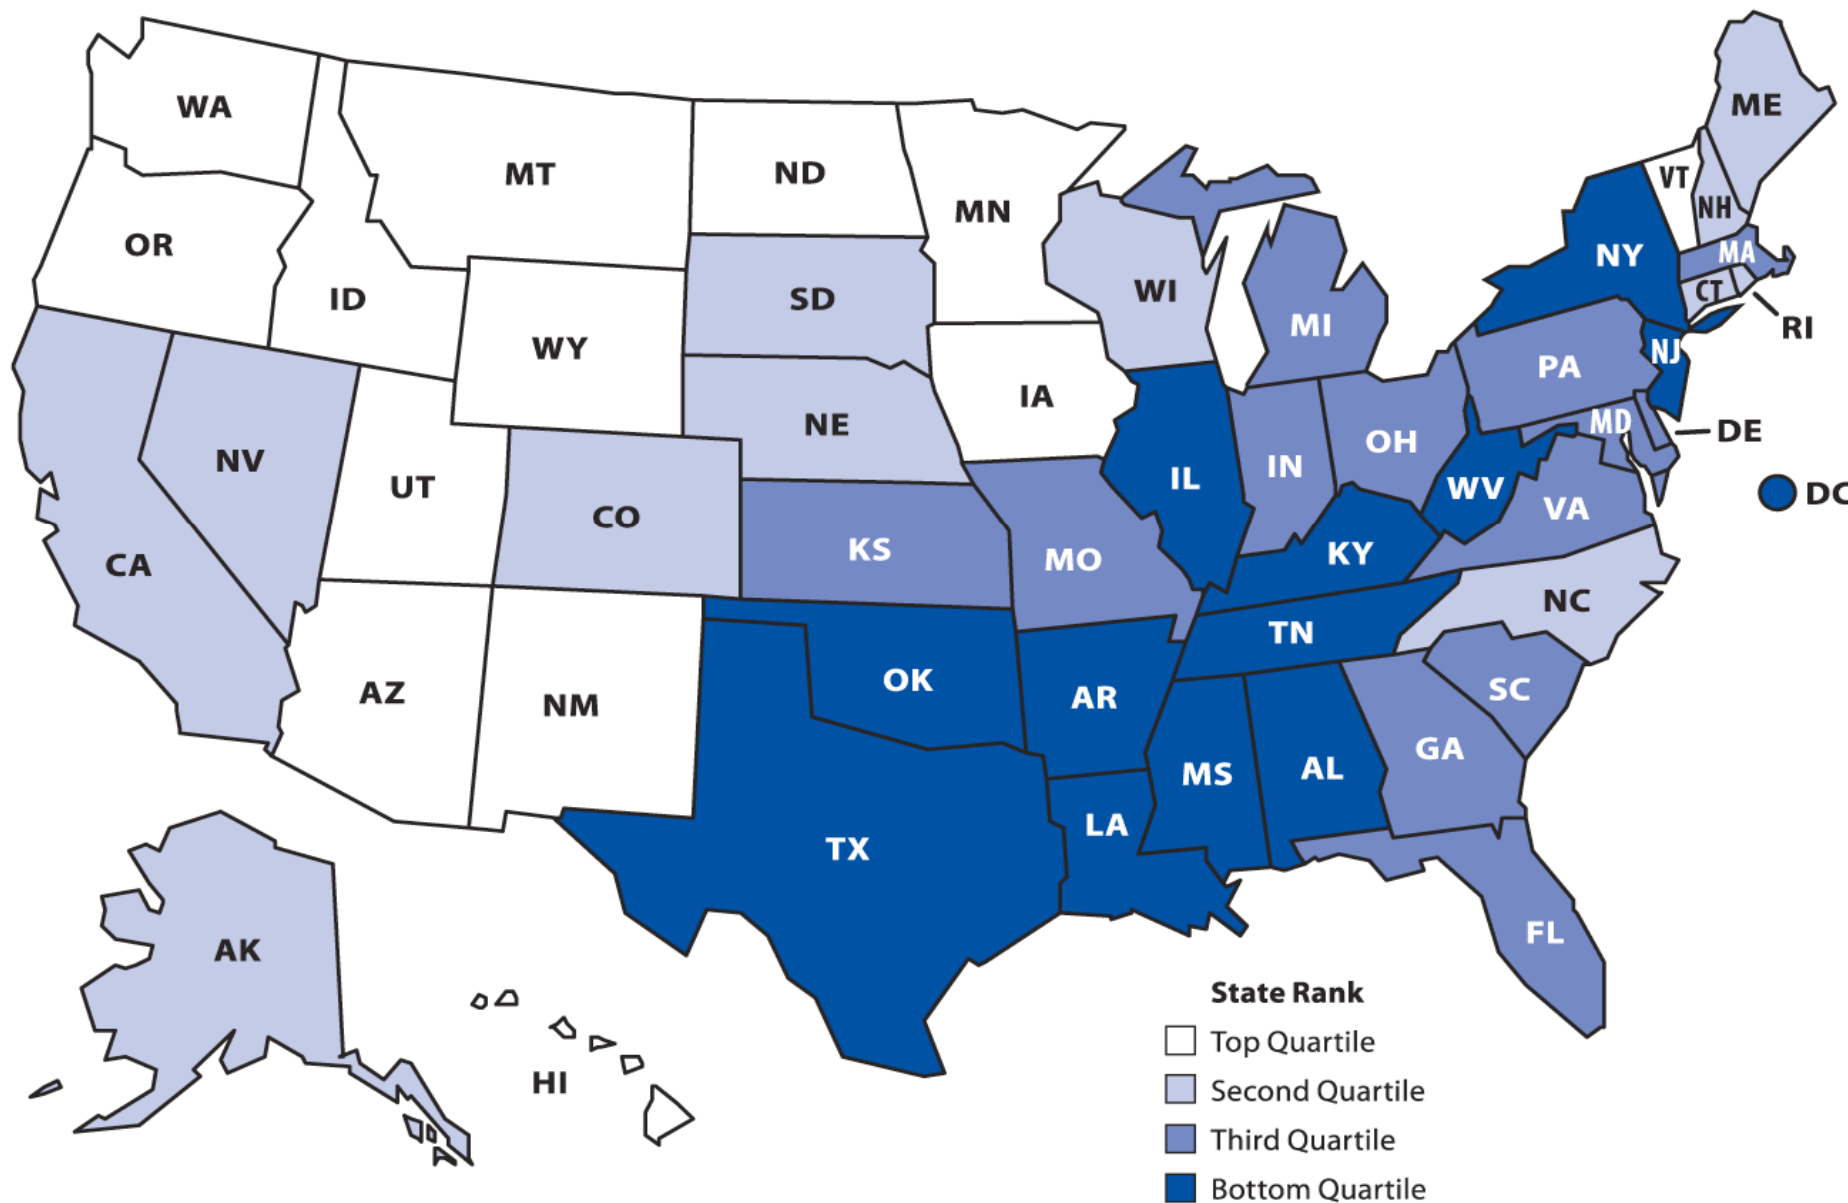 WA
MT
ND
MN
ME
VT
NH
OR
ID
SD
WI
NY
MA
CT
RI
WY
MI
NJ
PA
IA
NE
MD
DE
NV
UT
CO
KS
MO
IL
IN
OH
WV
VA
DC
CA
KY
NC
AZ
NM
OK
AR
TN
SC
TX
LA
MS
AL
GA
FL
AK
HI
State Rank
Top Quartile
Second Quartile
Third Quartile
Bottom Quartile